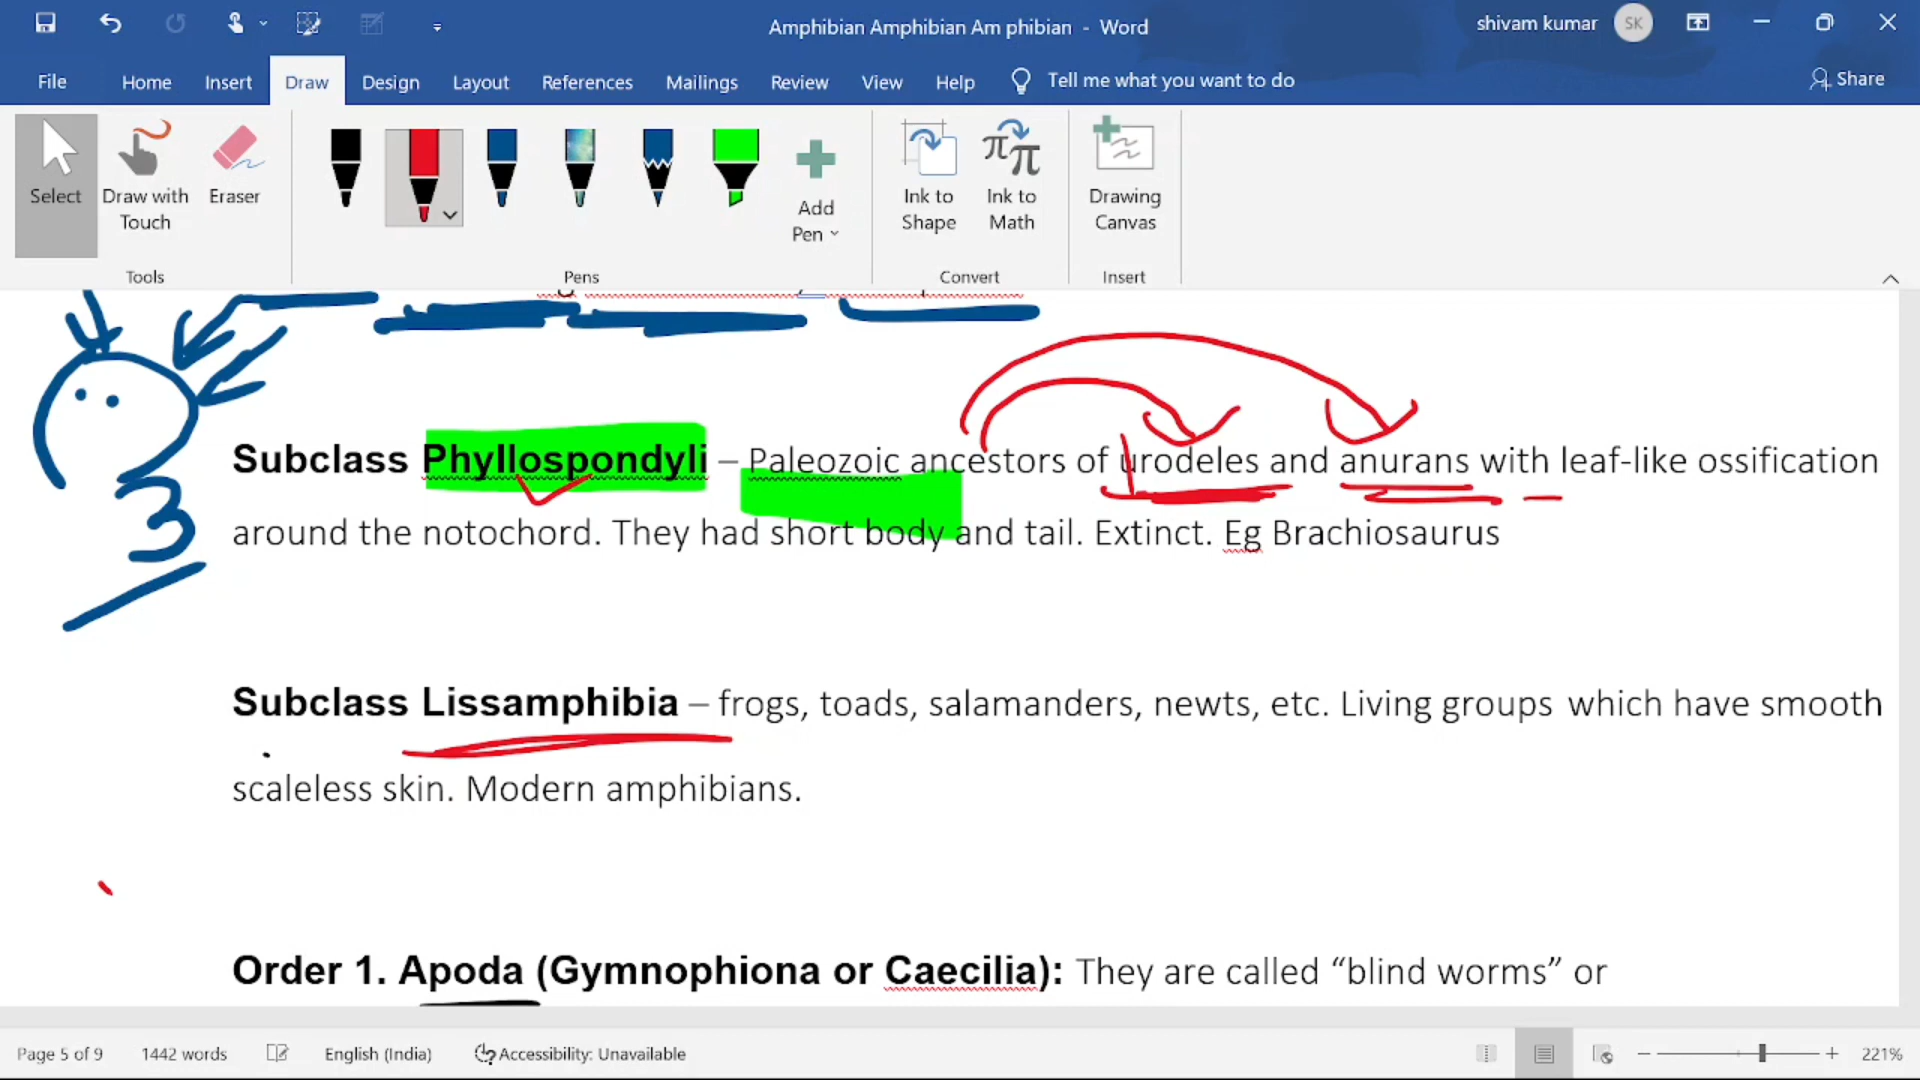 Amphibian Amphibian Am phibian - Word
shivam kumar
SK
File
Home
Insert
Draw
Design
Layout
References
Mailings
Review
View
Help
Tell me what you want to do
Share
Select
Draw with
Touch
Eraser
Add
Pen
Ink to
Shape
Ink to
Math
Drawing
Canvas
Tools
Pens
Convert
Insert
Subclass Phyllospondyli – Paleozoic ancestors of urodeles and anurans with leaf-like ossification
around the notochord. They had short body and tail. Extinct. Eg Brachiosaurus
3
Subclass Lissamphibia – frogs, toads, salamanders, newts, etc. Living groups which have smooth
scaleless skin. Modern amphibians.
Order 1. Apoda (Gymnophiona or Caecilia): They are called “blind worms” or
Page 5 of 9
1442 words
English (India)
Accessibility: Unavailable
221%